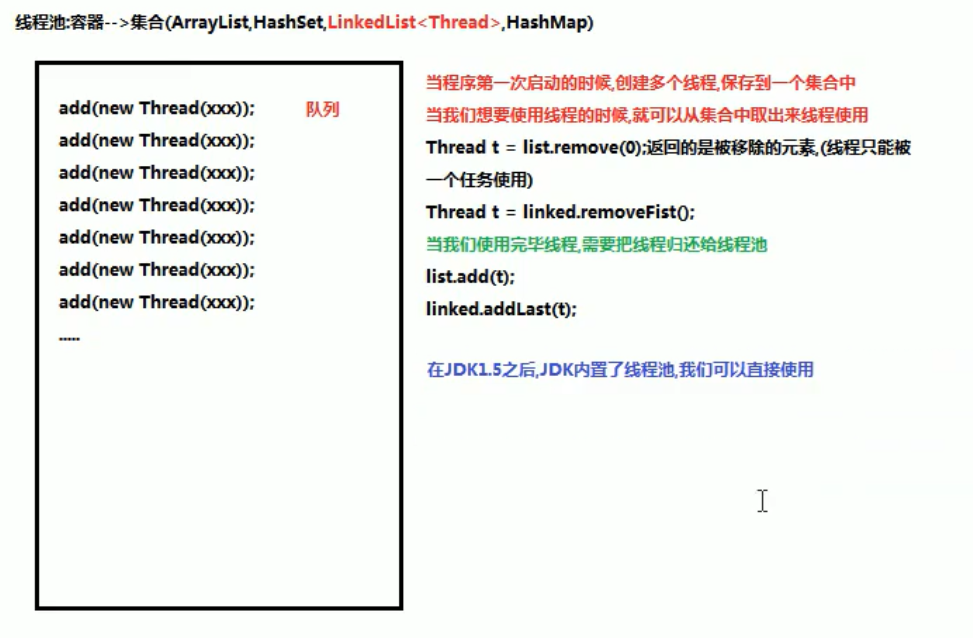 线程池:容器-->集合(ArrayList,HashSet,LinkedList<Thread>,HashMap)
add(new Thread(xxx)); 队列
add(new Thread(xxx));
add(new Thread(xxx));
add(new Thread(xxx));
add(new Thread(xxx));
add(new Thread(xxx));
add(new Thread(xxx));
.....
当程序第一次启动的时候,创建多个线程,保存到一个集合中
当我们想要使用线程的时候,就可以从集合中取出来线程使用
Thread t = list.remove(0);返回的是被移除的元素,(线程只能被
一个任务使用)
Thread t = linked.removeFist();
当我们使用完毕线程,需要把线程归还给线程池
list.add(t);
linked.addLast(t);
在JDK1.5之后,JDK内置了线程池,我们可以直接使用